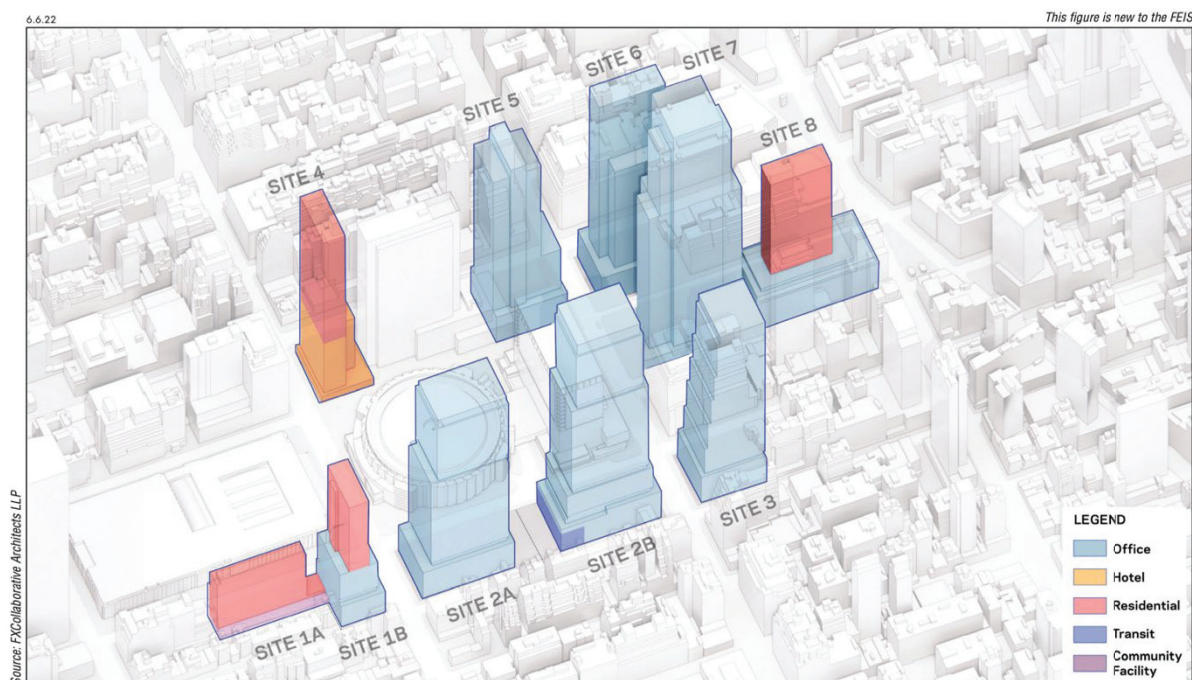 6.6.22
This figure is new to the FEIS
SITE 6
SITE 7
SITE 5
SITE 8
SITE 4
SITE 3
SITE 2B
SITE 2A
SITE 1A
SITE 1B
Source: FXCollaborative Architects LLP
LEGEND
Office
Hotel
Residential
Transit
Community
Facility